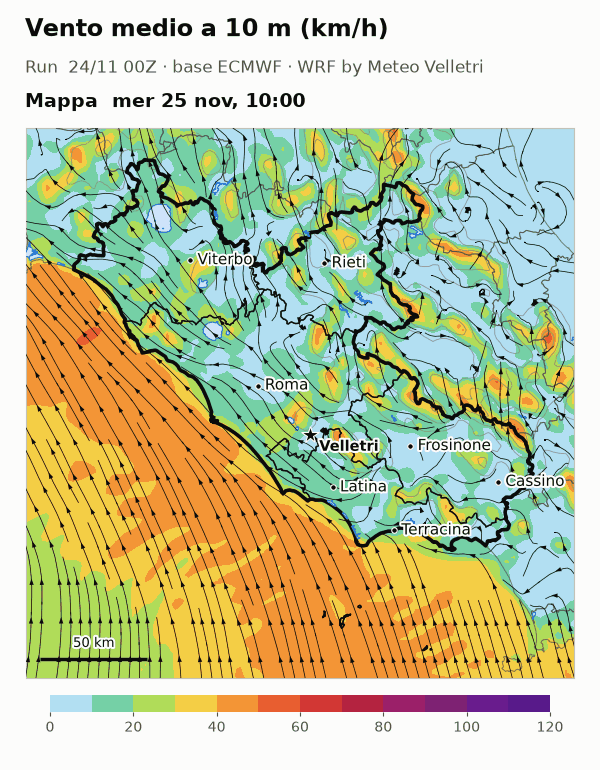 Vento medio a 10 m (km/h)
Run  24/11 00Z · base ECMWF · WRF by Meteo Velletri
Mappa  mer 25 nov, 10:00
Viterbo
Rieti
Roma
Velletri
Frosinone
Latina
Cassino
Terracina
50 km
0 20 40 60 80 100 120